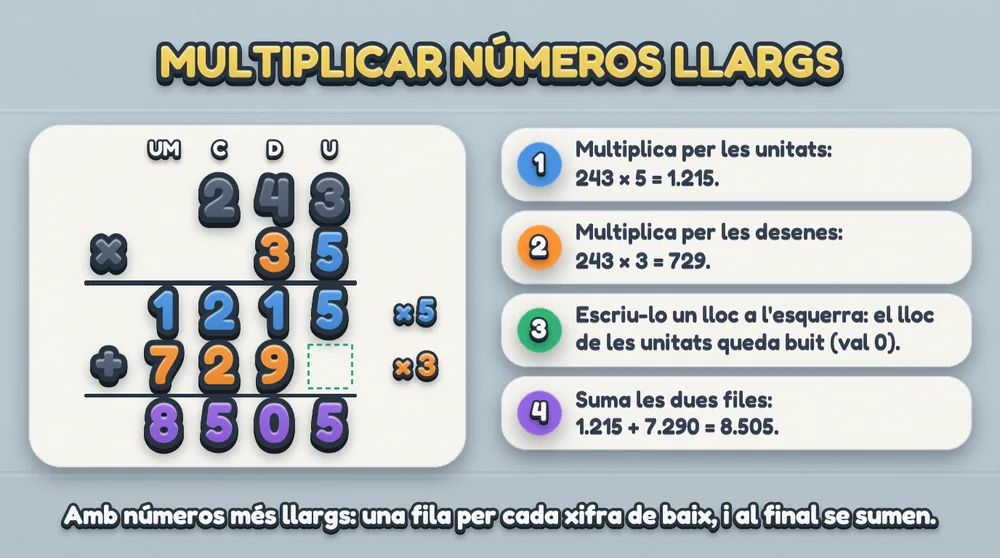 MULTIPLICAR NÚMEROS LLARGS
UM C D U
2 4 3
× 3 5
1 2 1 5 ×5
+ 7 2 9 ×3
8 5 0 5
1 Multiplica per les unitats:
243 × 5 = 1.215.
2 Multiplica per les desenes:
243 × 3 = 729.
3 Escriu-lo un lloc a l'esquerra: el lloc
de les unitats queda buit (val 0).
4 Suma les dues files:
1.215 + 7.290 = 8.505.
Amb números més llargs: una fila per cada xifra de baix, i al final se sumen.